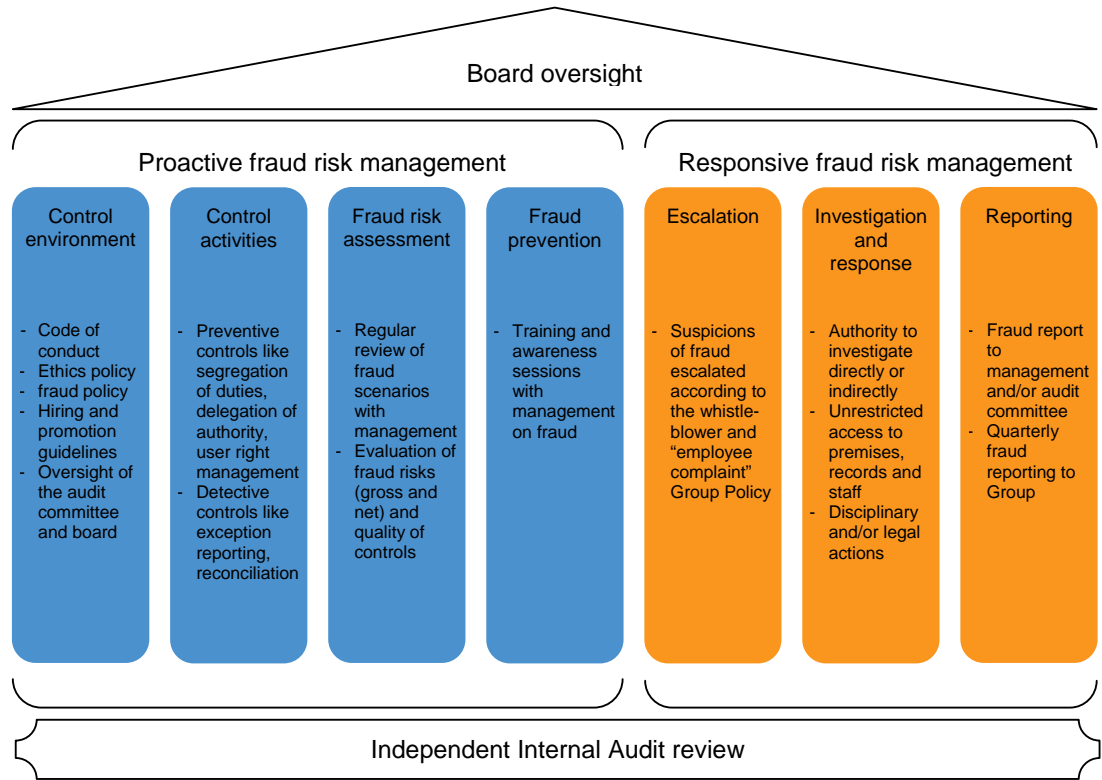 Board oversight
Proactive fraud risk management
Responsive fraud risk management
Control
environment
- Code of
conduct
- Ethics policy
- fraud policy
- Hiring and
promotion
guidelines
- Oversight of
the audit
committee
and board
Control
activities
- Preventive
controls like
segregation
of duties,
delegation of
authority,
user right
management
- Detective
controls like
exception
reporting,
reconciliation
Fraud risk
assessment
- Regular
review of
fraud
scenarios
with
management
- Evaluation of
fraud risks
(gross and
net) and
quality of
controls
Fraud
prevention
- Training and
awareness
sessions
with
management
on fraud
Escalation
- Suspicions
of fraud
escalated
according to
the whistle-
blower and
“employee
complaint”
Group Policy
Investigation
and
response
- Authority to
investigate
directly or
indirectly
- Unrestricted
access to
premises,
records and
staff
- Disciplinary
and/or legal
actions
Reporting
- Fraud report
to
management
and/or audit
committee
- Quarterly
fraud
reporting to
Group
Independent Internal Audit review